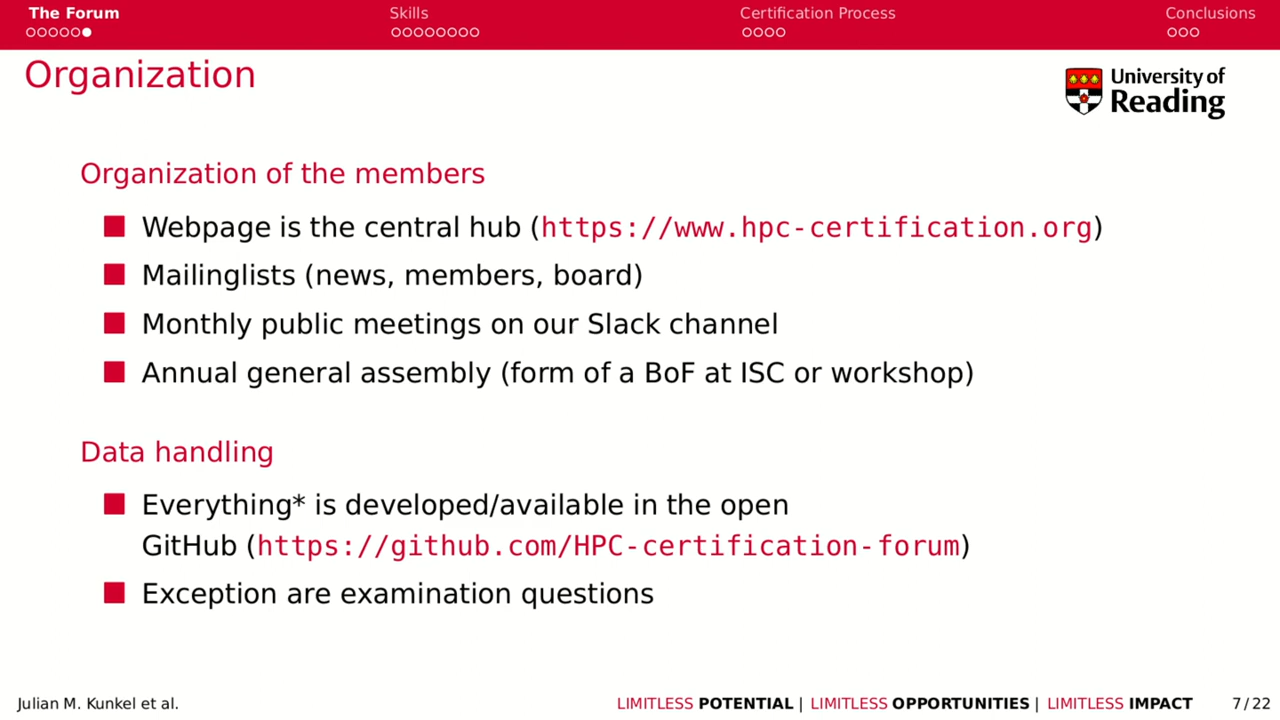 The Forum
Skills
Certification Process
Conclusions
Organization
University of
Reading
Organization of the members
Webpage is the central hub (https://www.hpc-certification.org)
Mailinglists (news, members, board)
Monthly public meetings on our Slack channel
Annual general assembly (form of a BoF at ISC or workshop)
Data handling
Everything* is developed/available in the open
GitHub (https://github.com/HPC-certification-forum)
Exception are examination questions
Julian M. Kunkel et al.
LIMITLESS POTENTIAL | LIMITLESS OPPORTUNITIES | LIMITLESS IMPACT
7/22